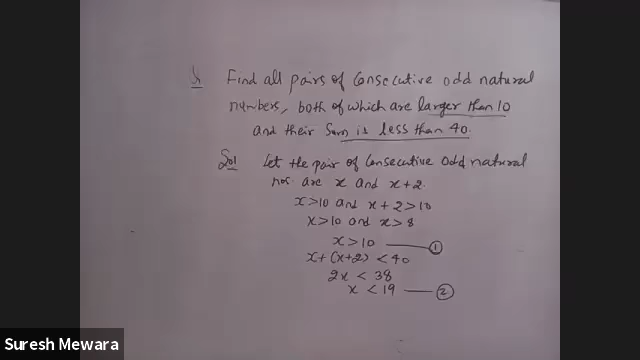 Q Find all pairs of Consecutive odd natural
numbers, both of which are larger than 10
and their Sum is less than 40.
Sol Let the pair of Consecutive odd natural
nos are x and x+2.
x>10 and x+2>10
x>10 and x>8
x>10 —— ①
x+(x+2) < 40
2x < 38
x < 19 —— ②
Suresh Mewara